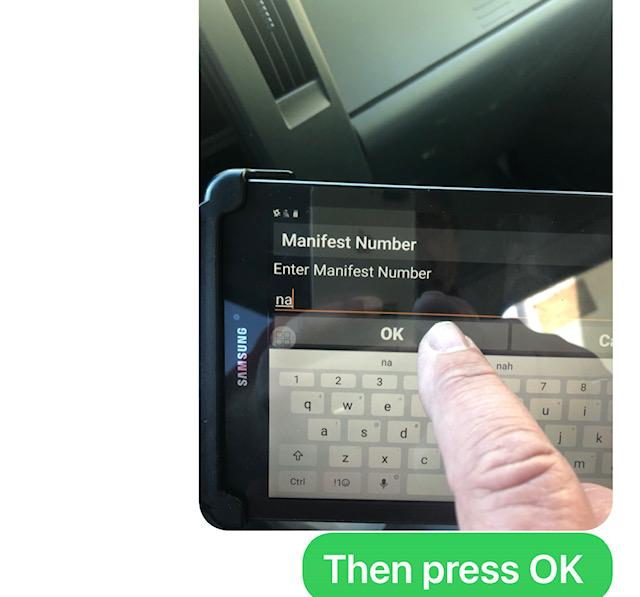 Manifest Number
Enter Manifest Number
na
OK
SAMSUNG
na nah
1 2 3 7 8
q w e u i
a s d j k
z x c m
Ctrl !1☺
Then press OK